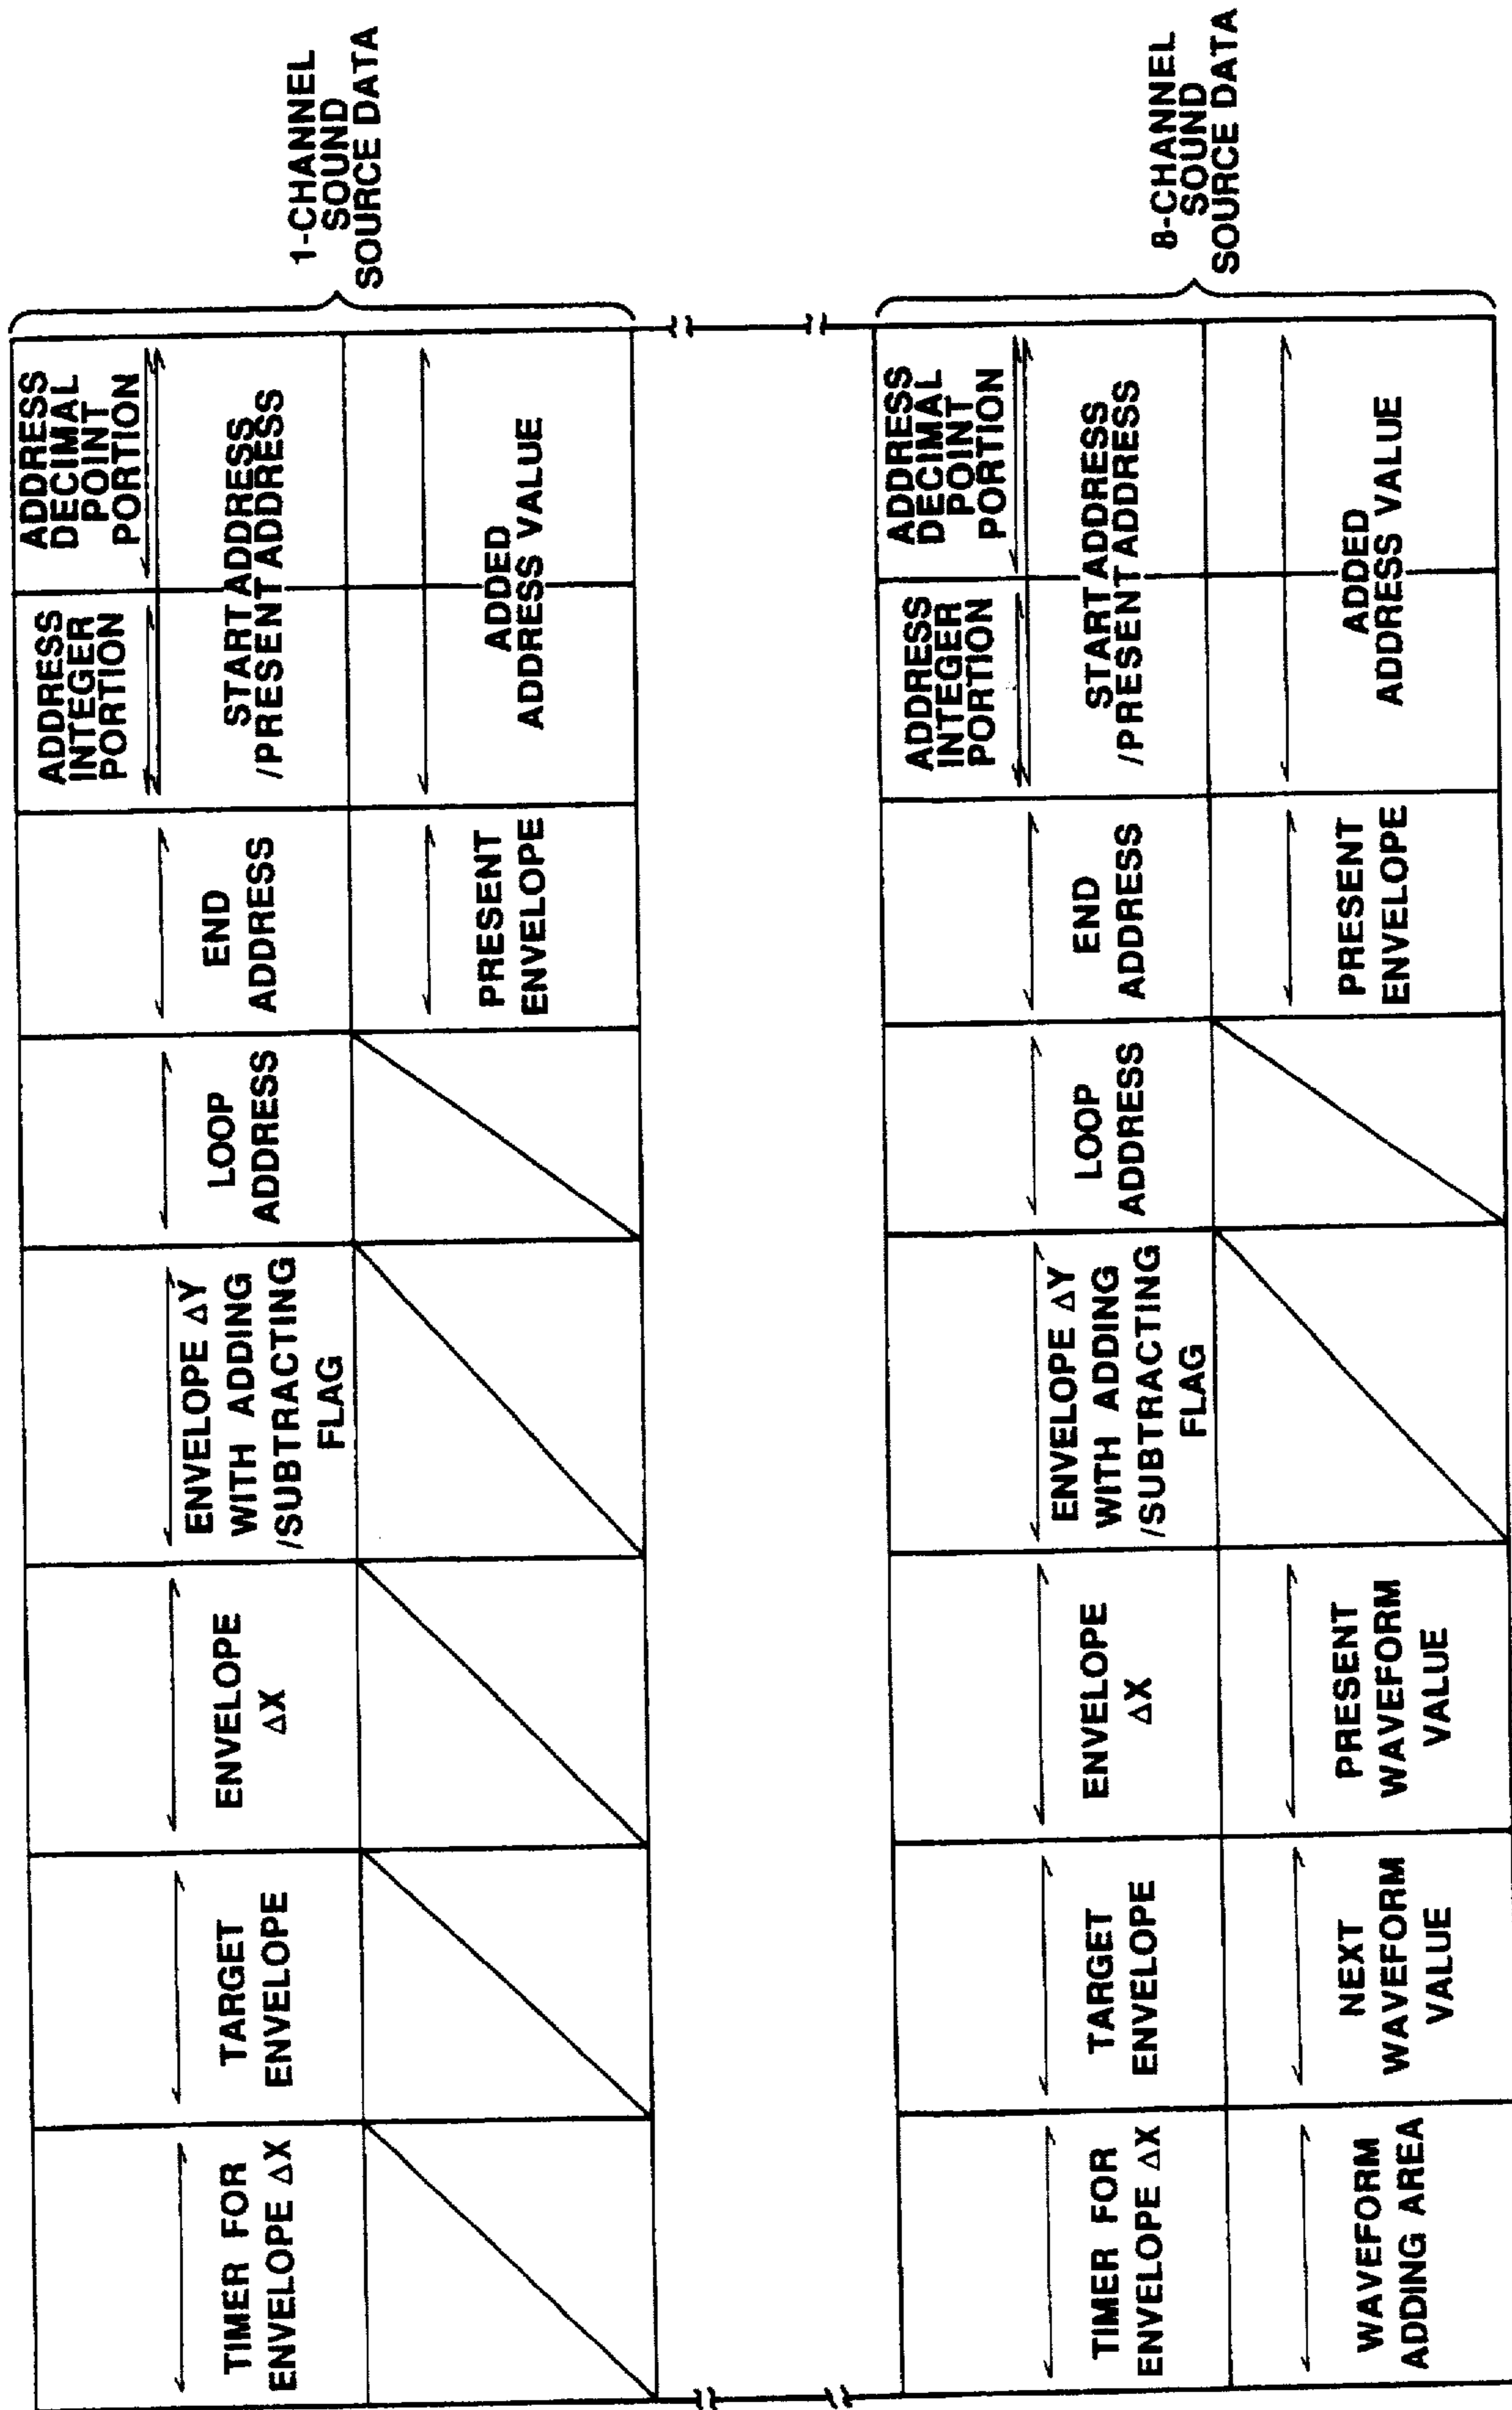 TIMER FOR
ENVELOPE ΔX
TARGET
ENVELOPE
ENVELOPE
ΔX
ENVELOPE ΔY
WITH ADDING
/SUBTRACTING
FLAG
LOOP
ADDRESS
END
ADDRESS
ADDRESS
INTEGER
PORTION
ADDRESS
DECIMAL
POINT
PORTION
START ADDRESS
/PRESENT ADDRESS
PRESENT
ENVELOPE
ADDED
ADDRESS VALUE
1-CHANNEL
SOUND
SOURCE DATA
TIMER FOR
ENVELOPE ΔX
TARGET
ENVELOPE
ENVELOPE
ΔX
ENVELOPE ΔY
WITH ADDING
/SUBTRACTING
FLAG
LOOP
ADDRESS
END
ADDRESS
ADDRESS
INTEGER
PORTION
ADDRESS
DECIMAL
POINT
PORTION
START ADDRESS
/PRESENT ADDRESS
WAVEFORM
ADDING AREA
NEXT
WAVEFORM
VALUE
PRESENT
WAVEFORM
VALUE
PRESENT
ENVELOPE
ADDED
ADDRESS VALUE
8-CHANNEL
SOUND
SOURCE DATA